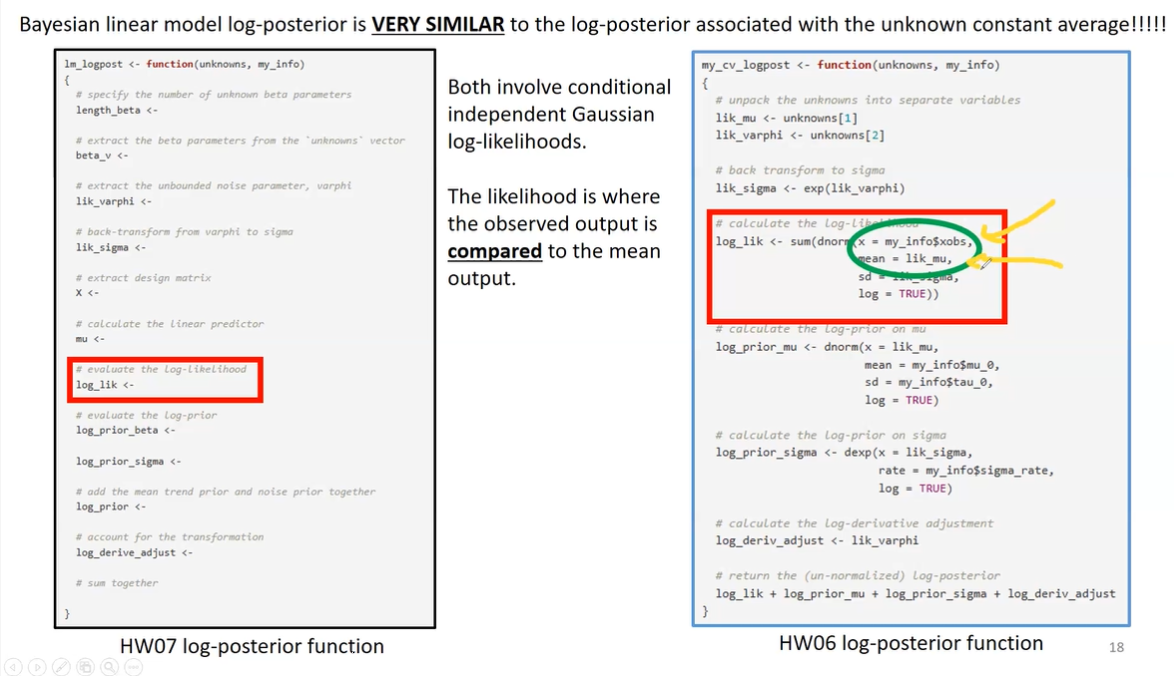 Bayesian linear model log-posterior is VERY SIMILAR to the log-posterior associated with the unknown constant average!!!!!
lm_logpost <- function(unknowns, my_info)
{
# specify the number of unknown beta parameters
length_beta <-
# extract the beta parameters from the `unknowns` vector
beta_v <-
# extract the unbounded noise parameter, varphi
lik_varphi <-
# back-transform from varphi to sigma
lik_sigma <-
# extract design matrix
X <-
# calculate the linear predictor
mu <-
# evaluate the log-likelihood
log_lik <-
# evaluate the log-prior
log_prior_beta <-
log_prior_sigma <-
# add the mean trend prior and noise prior together
log_prior <-
# account for the transformation
log_derive_adjust <-
# sum together
}
HW07 log-posterior function
Both involve conditional
independent Gaussian
log-likelihoods.
The likelihood is where
the observed output is
compared to the mean
output.
my_cv_logpost <- function(unknowns, my_info)
{
# unpack the unknowns into separate variables
lik_mu <- unknowns[1]
lik_varphi <- unknowns[2]
# back transform to sigma
lik_sigma <- exp(lik_varphi)
# calculate the log-likelihood
log_lik <- sum(dnorm(x = my_info$xobs,
mean = lik_mu,
sd = lik_sigma,
log = TRUE))
# calculate the log-prior on mu
log_prior_mu <- dnorm(x = lik_mu,
mean = my_info$mu_0,
sd = my_info$tau_0,
log = TRUE)
# calculate the log-prior on sigma
log_prior_sigma <- dexp(x = lik_sigma,
rate = my_info$sigma_rate,
log = TRUE)
# calculate the log-derivative adjustment
log_deriv_adjust <- lik_varphi
# return the (un-normalized) log-posterior
log_lik + log_prior_mu + log_prior_sigma + log_deriv_adjust
}
HW06 log-posterior function
18